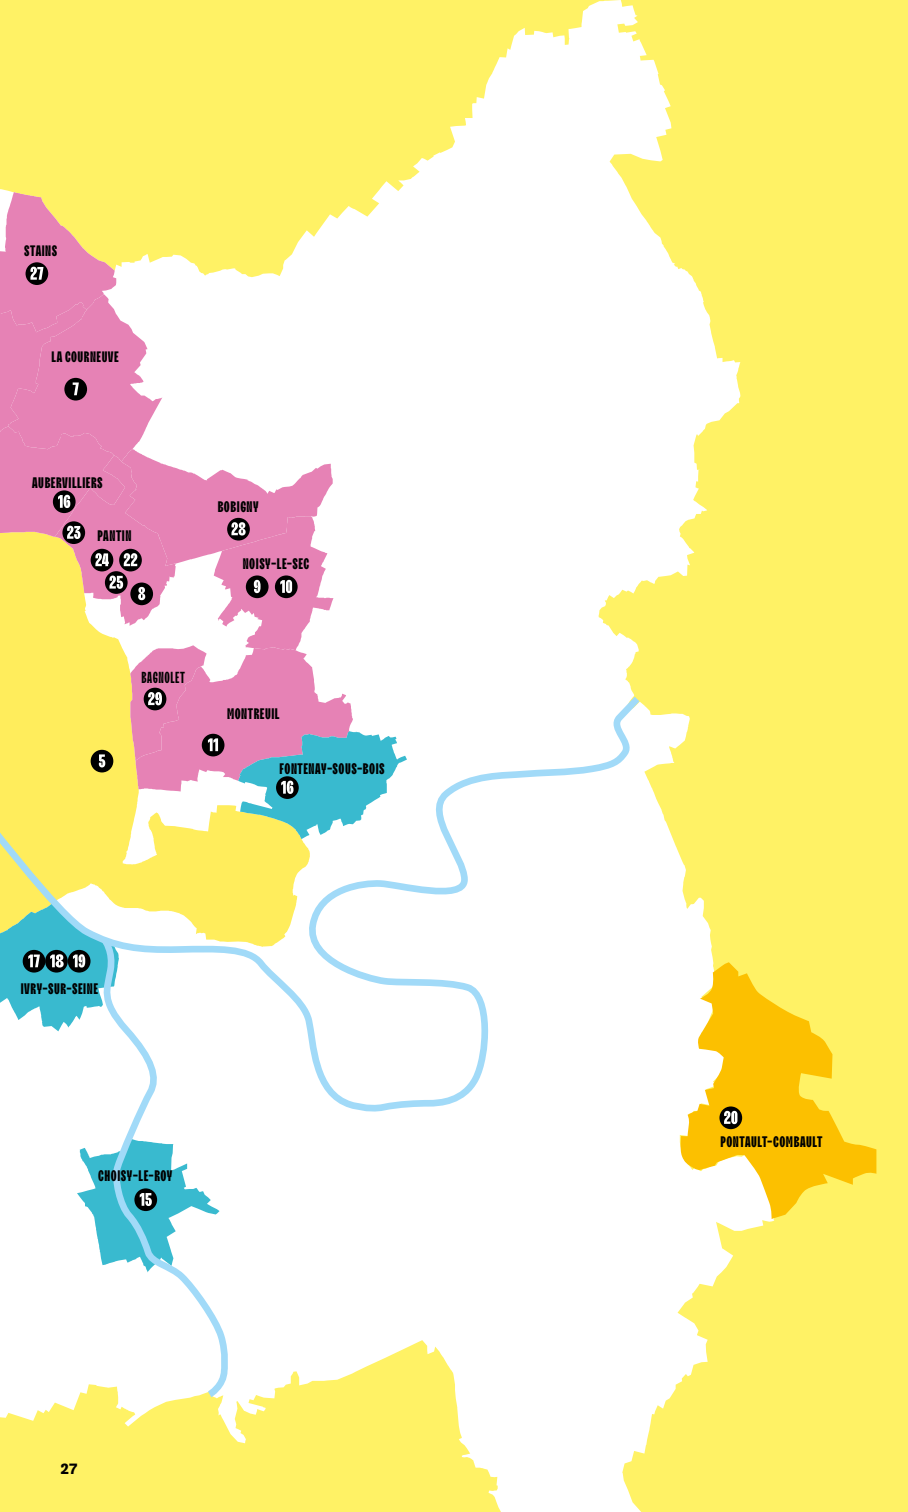 STAINS
27
LA COURNEUVE
7
AUBERVILLIERS
16
23
PANTIN
24 22
25
8
BOBIGNY
28
NOISY-LE-SEC
9 10
BAGNOLET
29
MONTREUIL
11
5
FONTENAY-SOUS-BOIS
16
17 18 19
IVRY-SUR-SEINE
20
PONTAULT-COMBAULT
CHOISY-LE-ROY
15
27